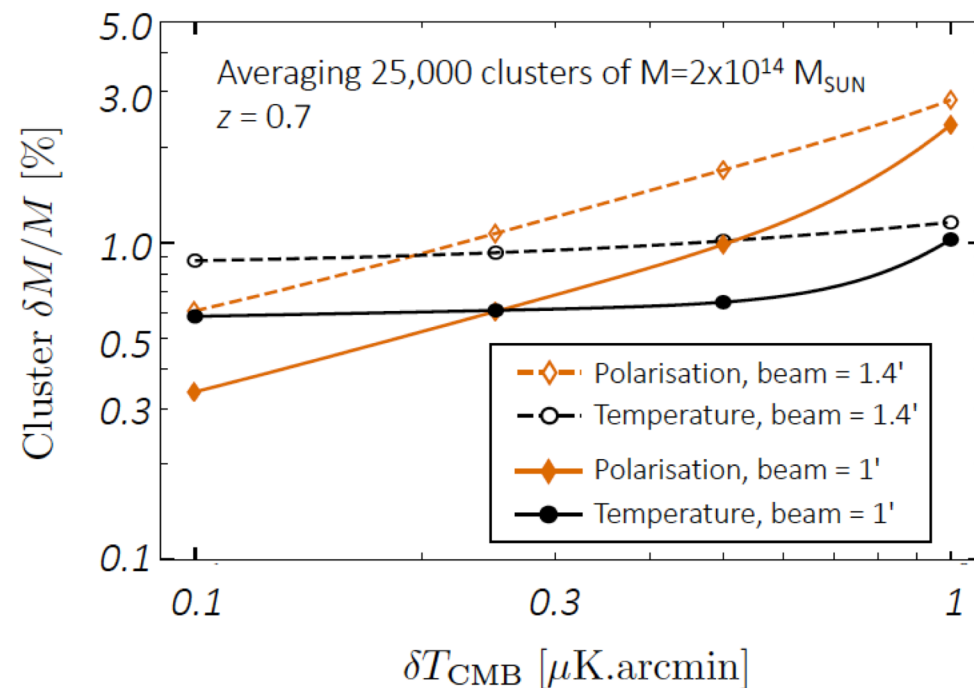 5.0
3.0
1.0
0.5
0.3
0.1
Cluster δM/M [%]
Averaging 25,000 clusters of M=2x10¹⁴ M_SUN
z = 0.7
Polarisation, beam = 1.4'
Temperature, beam = 1.4'
Polarisation, beam = 1'
Temperature, beam = 1'
0.1 0.3 1
δT_CMB [μK.arcmin]